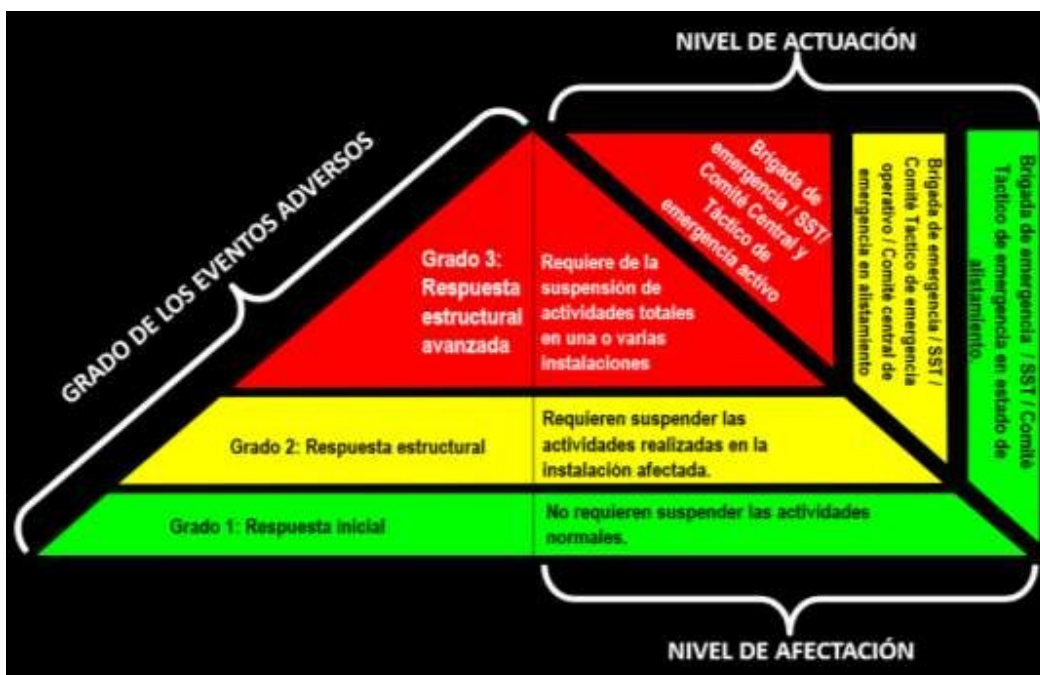 NIVEL DE ACTUACIÓN
GRADO DE LOS EVENTOS ADVERSOS
Grado 3:
Respuesta
estructural
avanzada
Requiere de la
suspensión de
actividades totales
en una o varias
instalaciones
Brigada de
emergencia / SST/
Comité Central y
Táctico de
emergencia activo
Brigada de emergencia / SST /
Comité Táctico de emergencia
operativo / Comité central de
emergencia en alistamiento
Brigada de emergencia / SST / Comité
Táctico de emergencia en estado de
alistamiento.
Grado 2: Respuesta estructural
Requieren suspender las
actividades realizadas en la
instalación afectada.
Grado 1: Respuesta inicial
No requieren suspender las actividades
normales.
NIVEL DE AFECTACIÓN